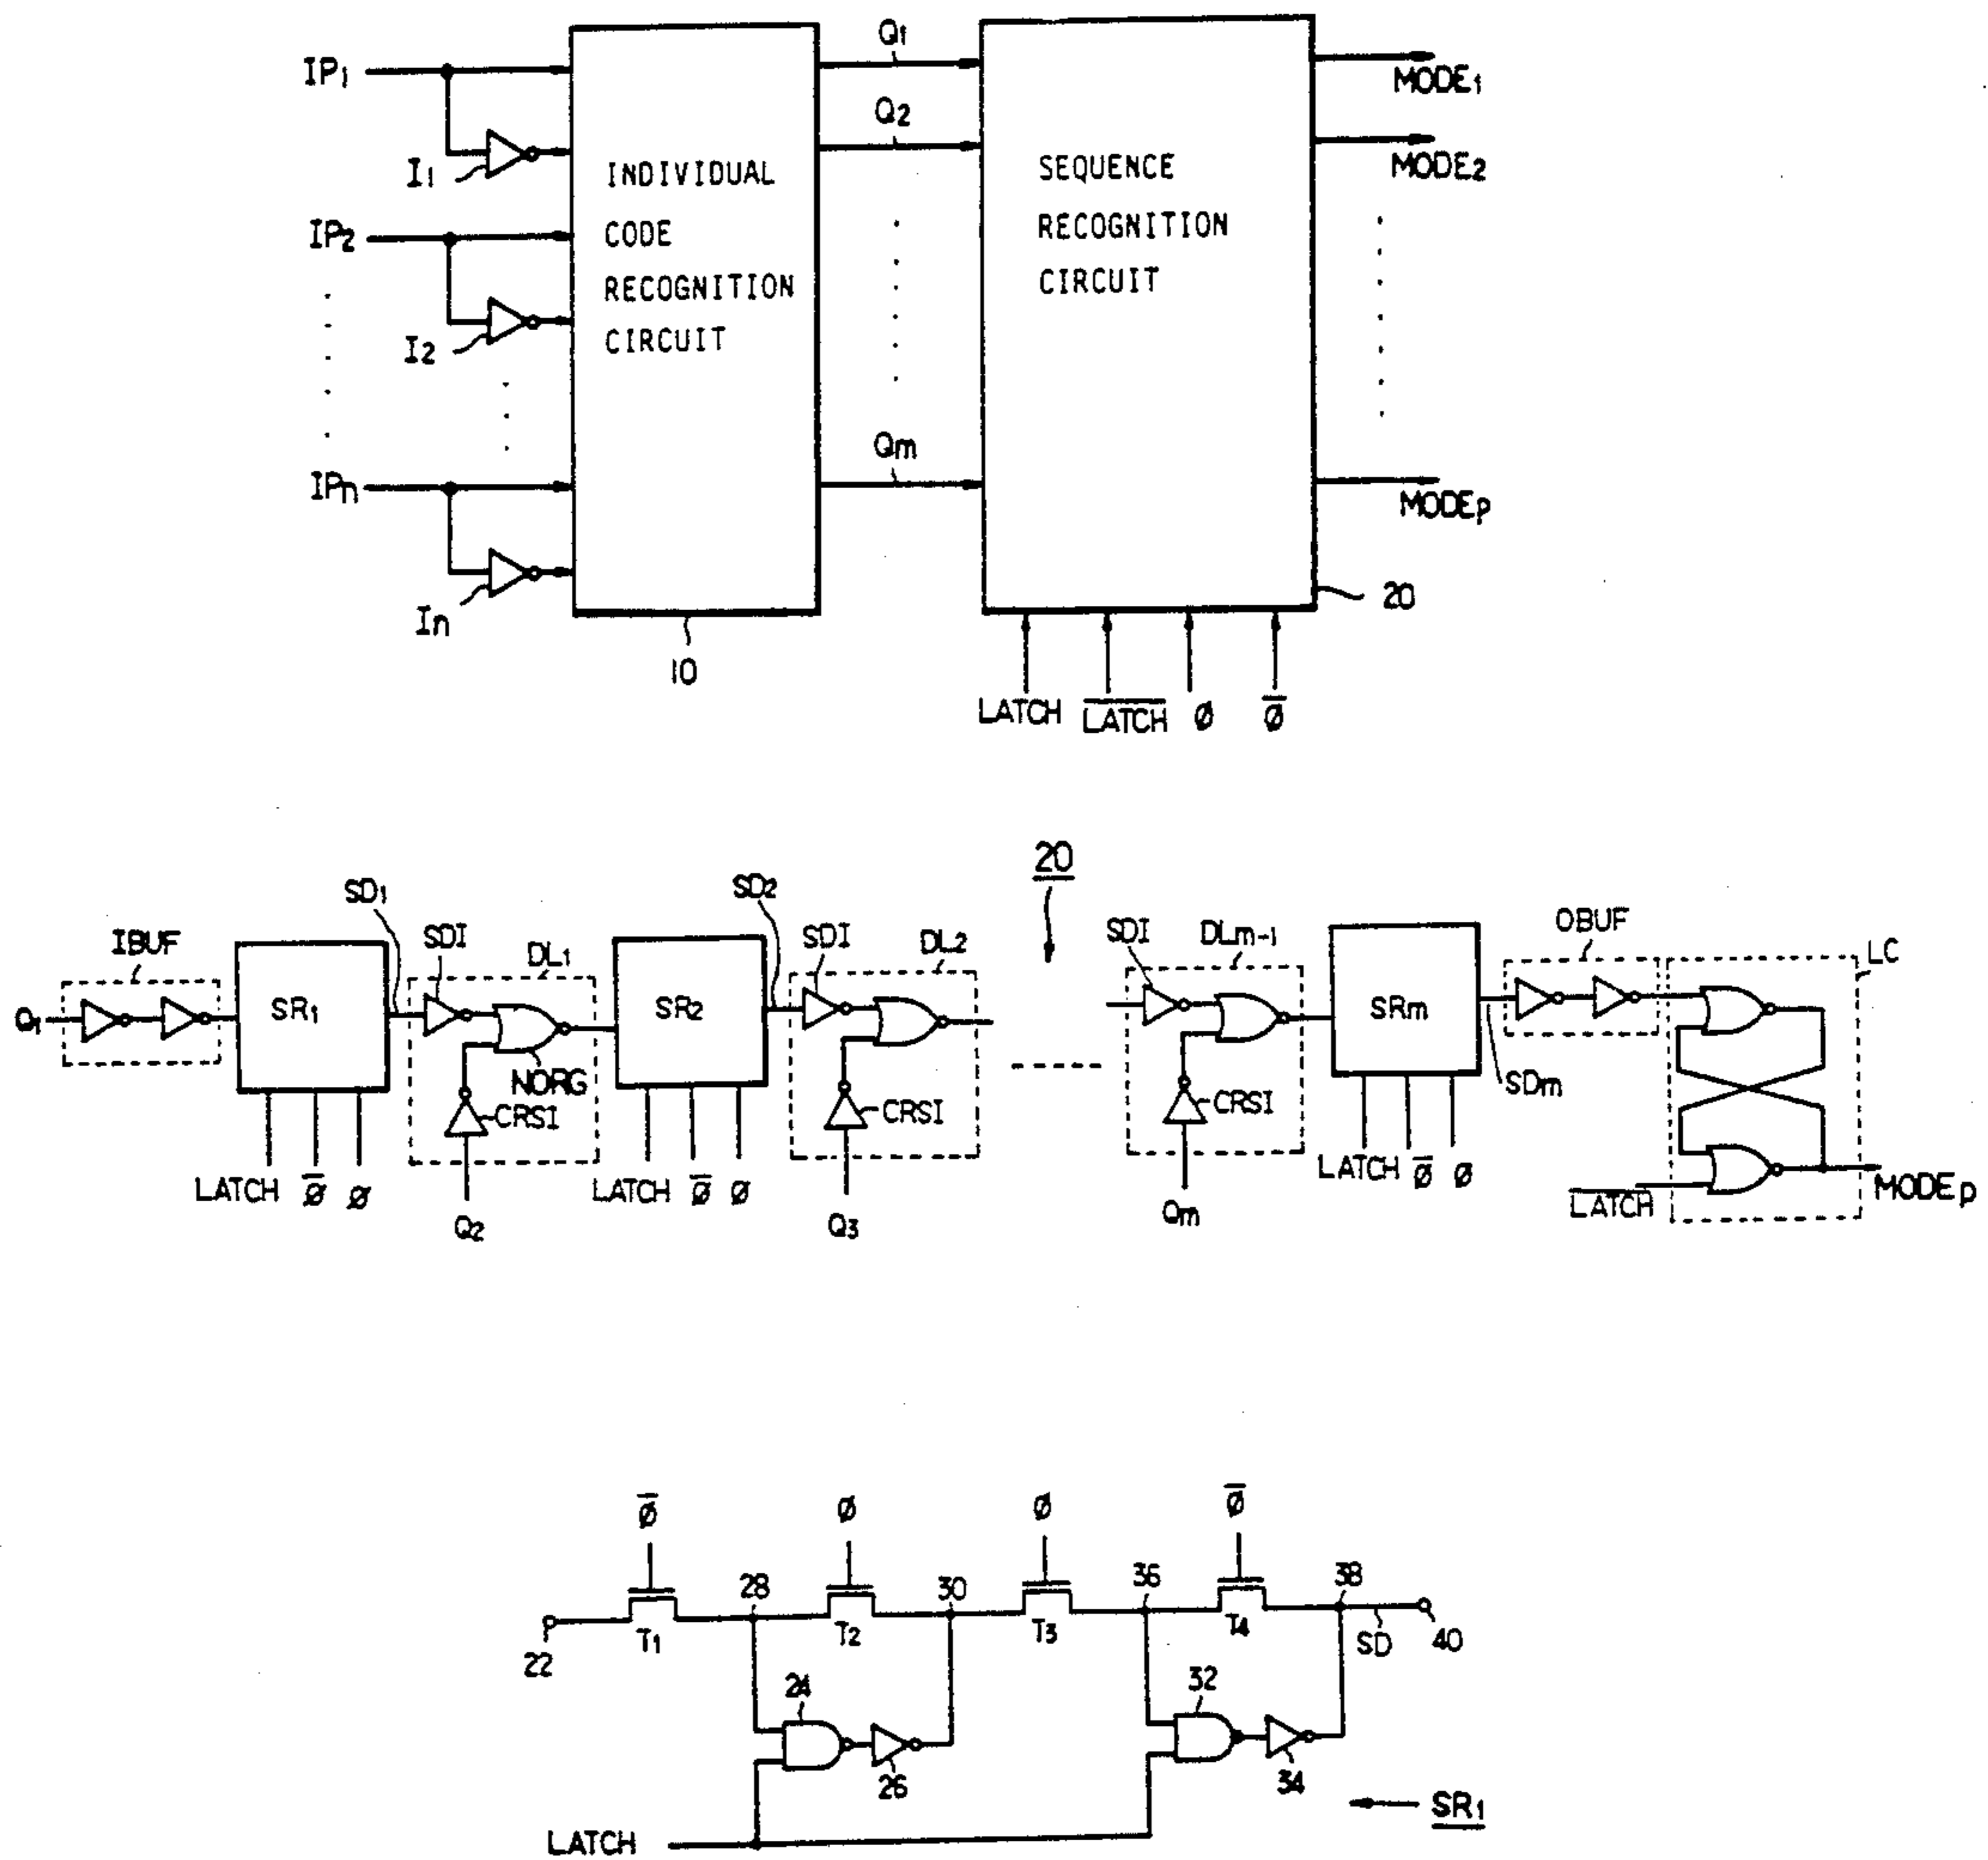 IP1
I1
IP2
I2
IPn
In
INDIVIDUAL
CODE
RECOGNITION
CIRCUIT
10
Q1
Q2
Qm
SEQUENCE
RECOGNITION
CIRCUIT
MODE1
MODE2
MODEp
20
LATCH L̅A̅T̅C̅H̅ Ø Ø̅
20
IBUF
Q1
SR1
SD1
SDI
DL1
NORG
CRSI
LATCH Ø̅ Ø
Q2
SR2
SD2
SDI
DL2
CRSI
LATCH Ø̅ Ø
Q3
SDI
DLm-1
CRSI
Qm
SRm
LATCH Ø̅ Ø
SDm
OBUF
LC
L̅A̅T̅C̅H̅
MODEp
Ø̅ Ø Ø Ø̅
28 30 36 38
T1 T2 T3 T4
22
SD
40
24
26
32
34
SR1
LATCH